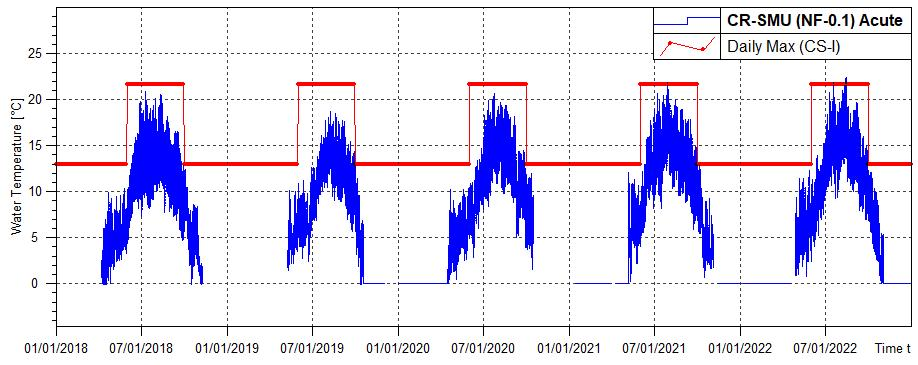 CR-SMU (NF-0.1) Acute
Daily Max (CS-I)
Water Temperature [°C]
25
20
15
10
5
0
01/01/2018 07/01/2018 01/01/2019 07/01/2019 01/01/2020 07/01/2020 01/01/2021 07/01/2021 01/01/2022 07/01/2022 Time t